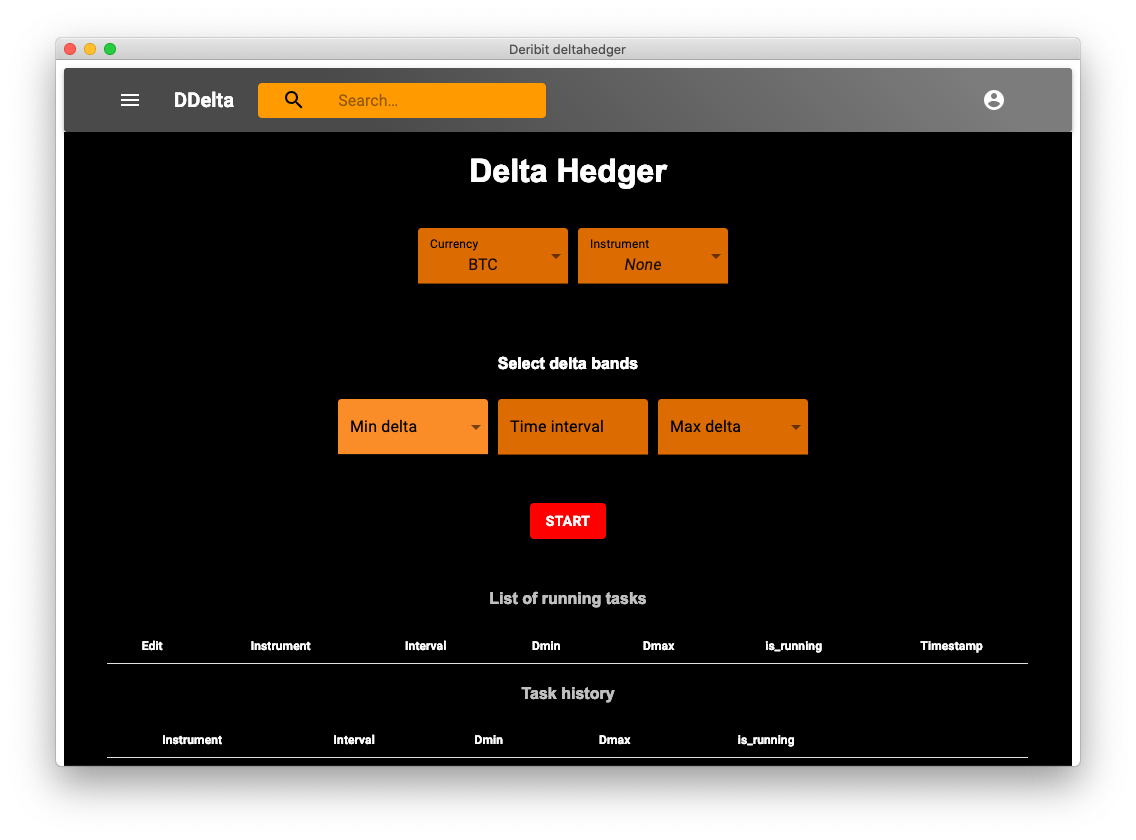 Deribit deltahedger
DDelta Search...
Delta Hedger
Currency Instrument
BTC None
Select delta bands
Min delta Time interval Max delta
START
List of running tasks
Edit Instrument Interval Dmin Dmax is_running Timestamp
Task history
Instrument Interval Dmin Dmax is_running